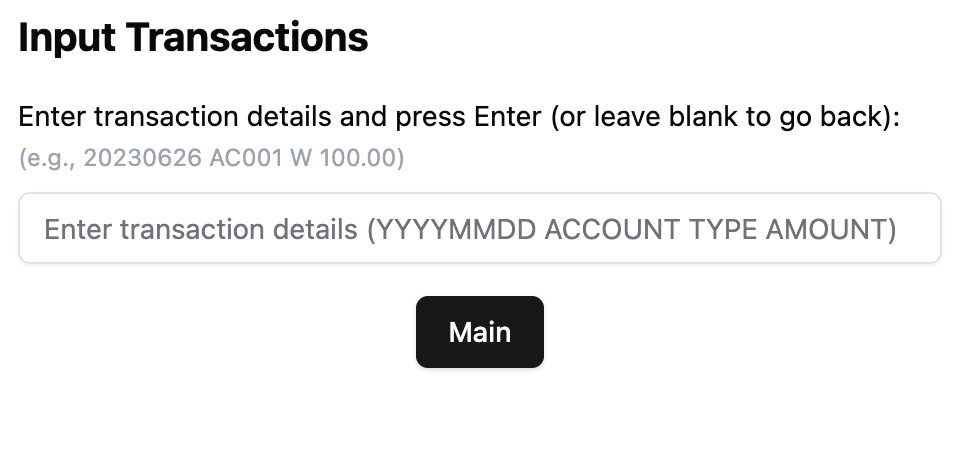 Input Transactions
Enter transaction details and press Enter (or leave blank to go back):
(e.g., 20230626 AC001 W 100.00)
Enter transaction details (YYYYMMDD ACCOUNT TYPE AMOUNT)
Main